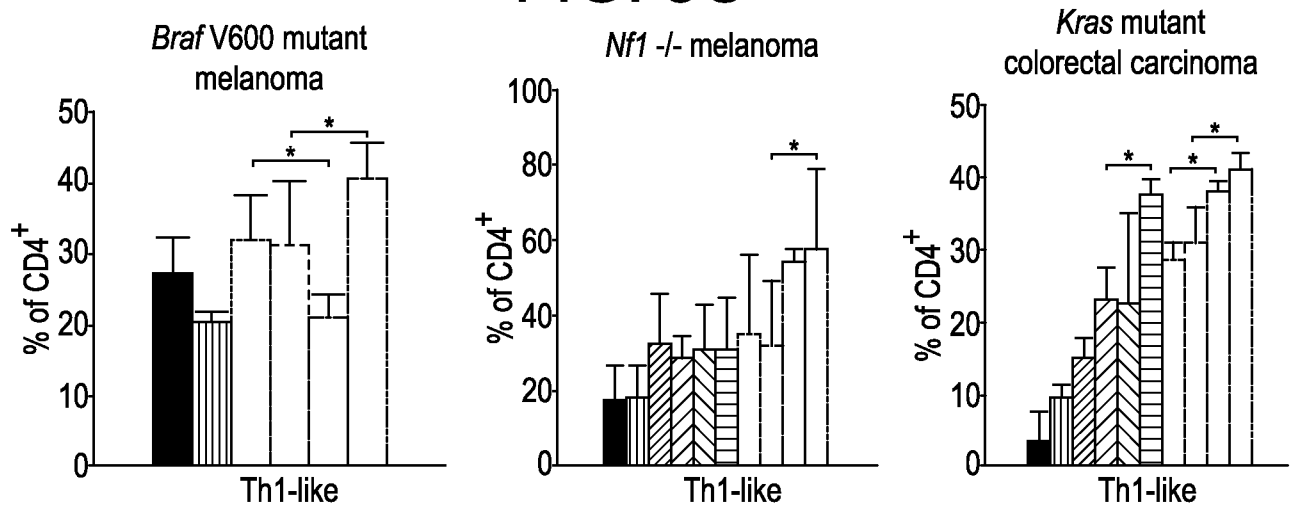 Braf V600 mutant
melanoma
% of CD4+
50
40
30
20
10
0
*
*
Th1-like
Nf1 -/- melanoma
% of CD4+
100
80
60
40
20
0
*
Th1-like
Kras mutant
colorectal carcinoma
% of CD4+
50
40
30
20
10
0
*
*
*
Th1-like